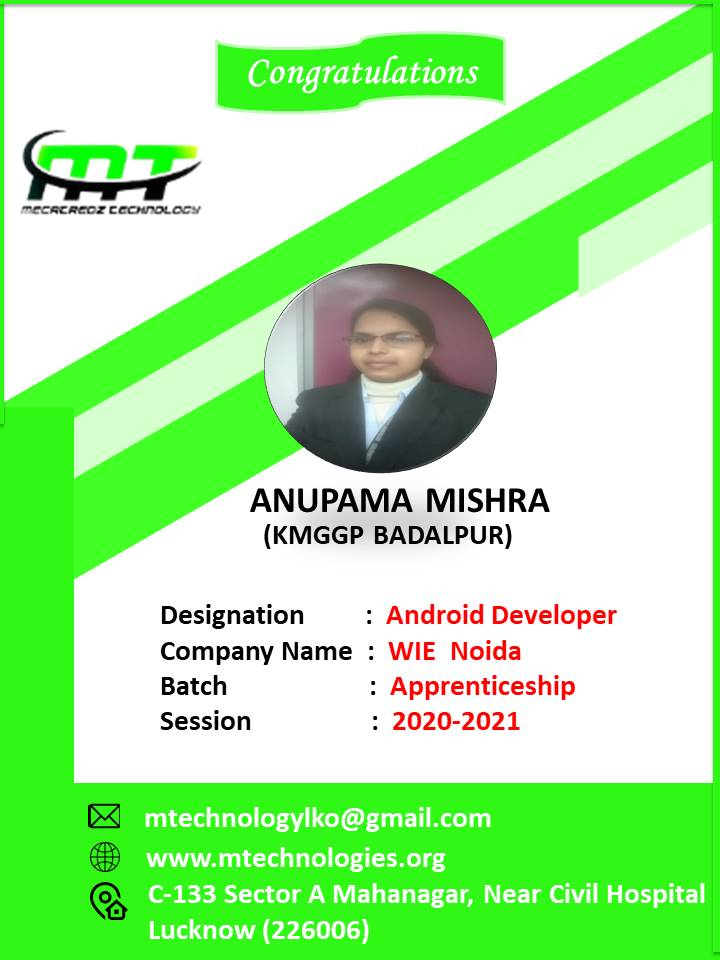 Congratulations
MT
MECATREDZ TECHNOLOGY
ANUPAMA MISHRA
(KMGGP BADALPUR)
Designation : Android Developer
Company Name : WIE Noida
Batch : Apprenticeship
Session : 2020-2021
mtechnologylko@gmail.com
www.mtechnologies.org
C-133 Sector A Mahanagar, Near Civil Hospital
Lucknow (226006)